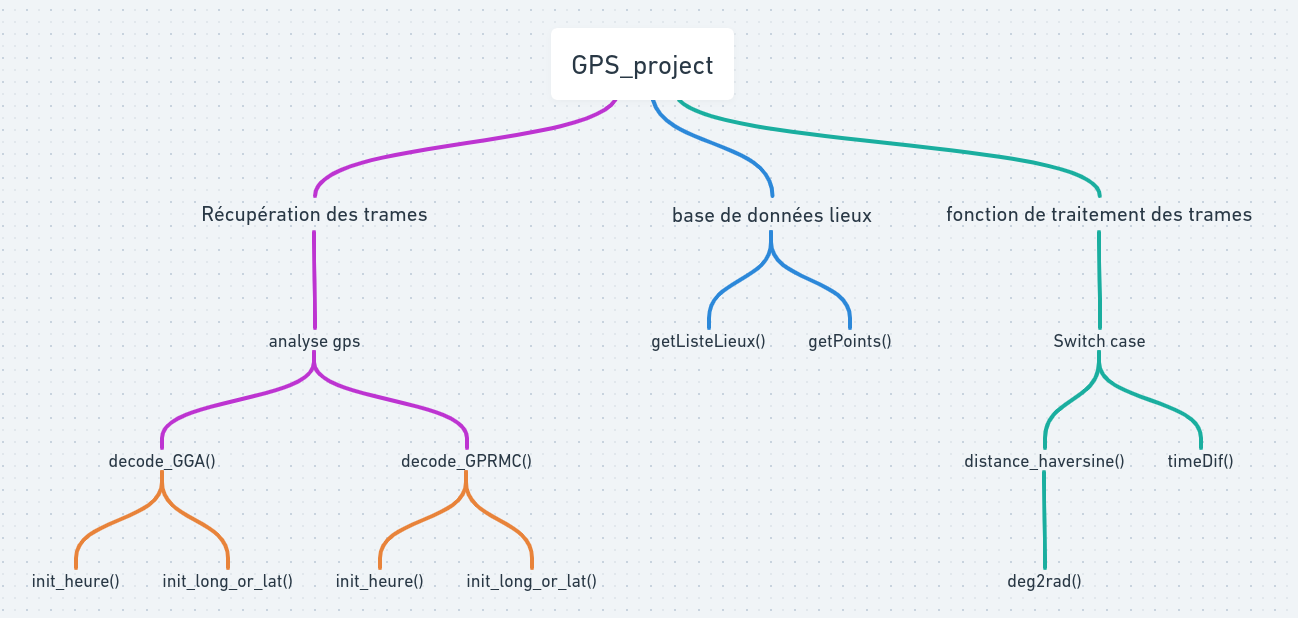 GPS_project
Récupération des trames
base de données lieux
fonction de traitement des trames
analyse gps
getListeLieux()
getPoints()
Switch case
decode_GGA()
decode_GPRMC()
distance_haversine()
timeDif()
init_heure()
init_long_or_lat()
init_heure()
init_long_or_lat()
deg2rad()